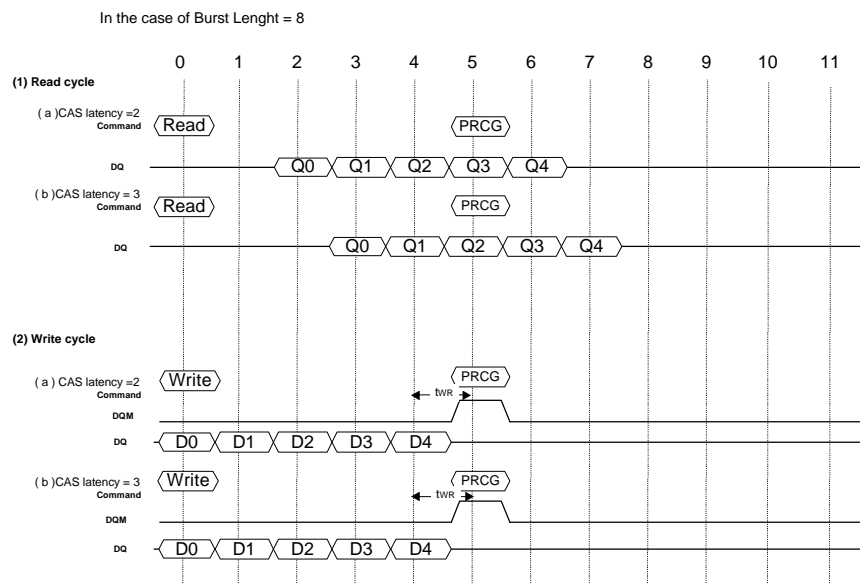 In the case of Burst Lenght = 8
0 1 2 3 4 5 6 7 8 9 10 11
(1) Read cycle
( a )CAS latency =2
Command Read PRCG
DQ Q0 Q1 Q2 Q3 Q4
( b )CAS latency = 3
Command Read PRCG
DQ Q0 Q1 Q2 Q3 Q4
(2) Write cycle
( a ) CAS latency =2
Command Write PRCG
tWR
DQM
DQ D0 D1 D2 D3 D4
( b )CAS latency = 3
Command Write PRCG
tWR
DQM
DQ D0 D1 D2 D3 D4